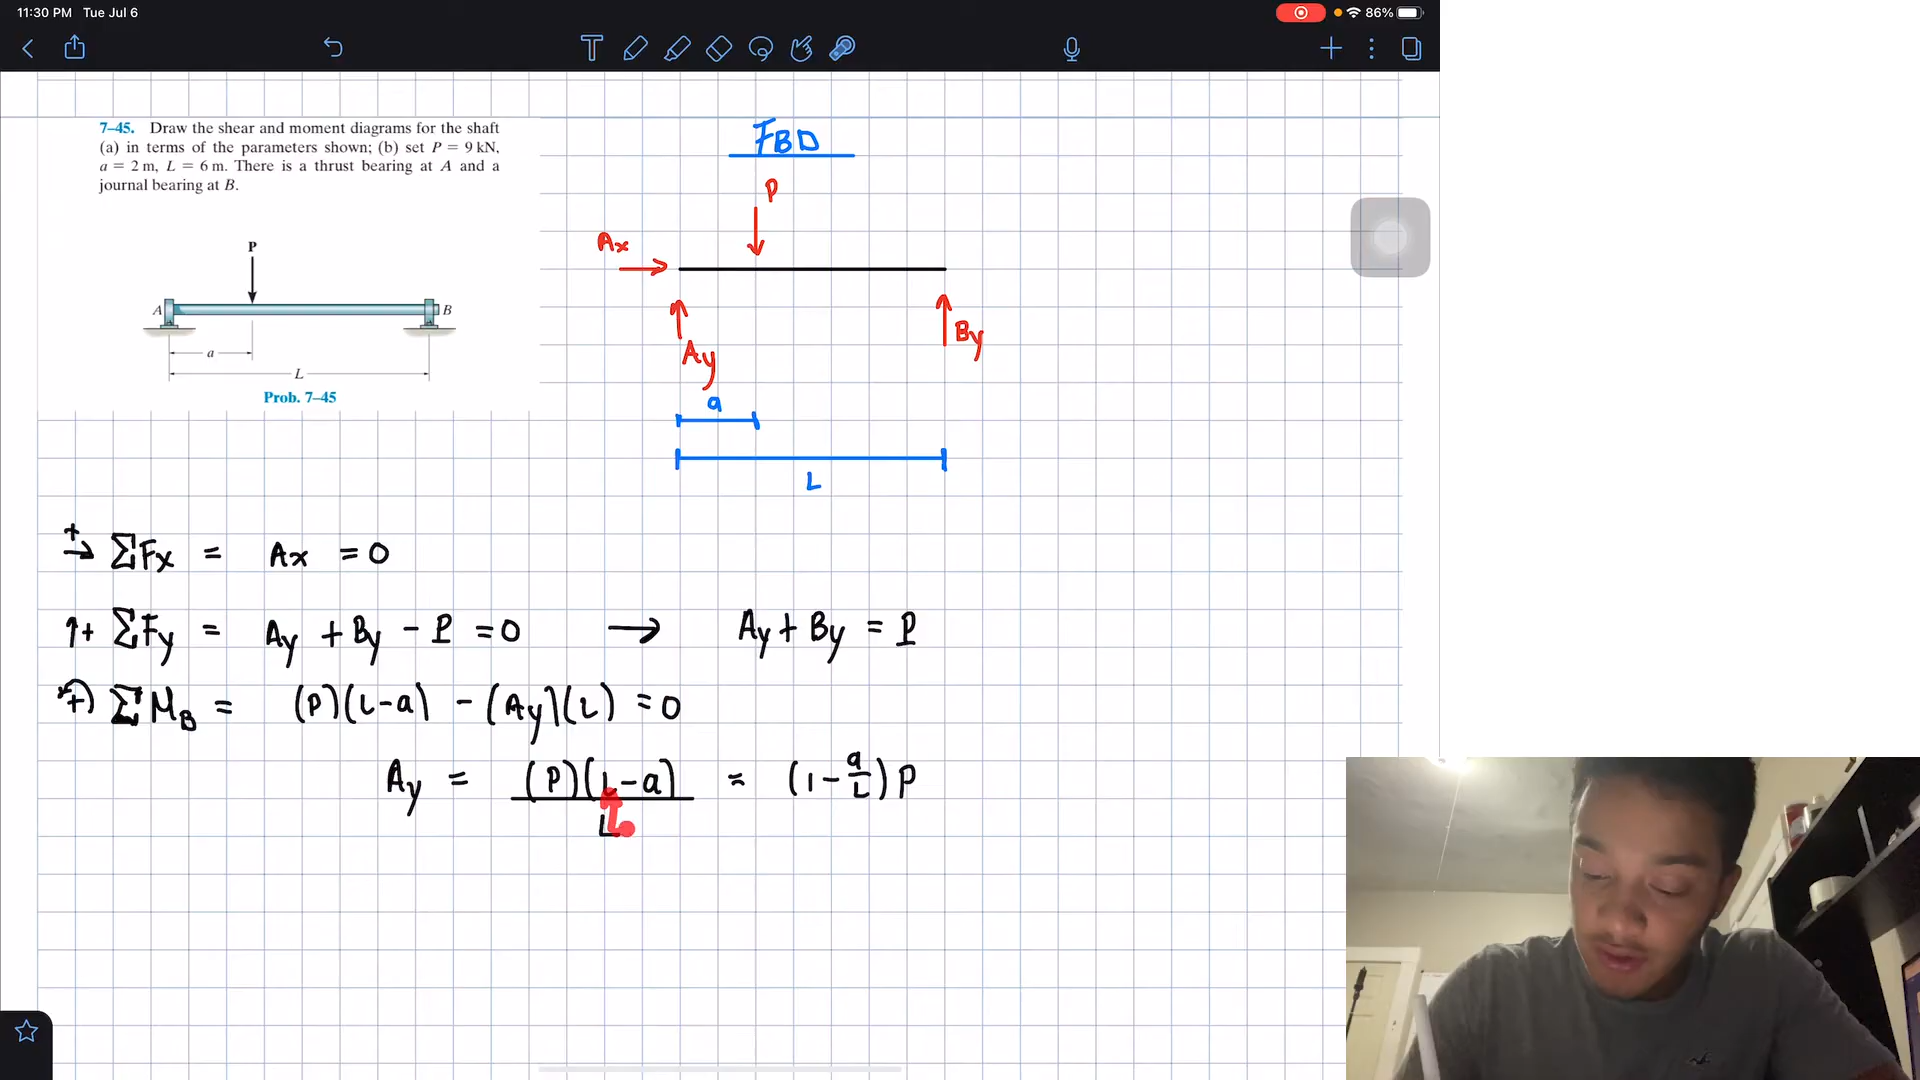 11:30 PM Tue Jul 6
86%
7–45. Draw the shear and moment diagrams for the shaft
(a) in terms of the parameters shown; (b) set P = 9 kN,
a = 2 m, L = 6 m. There is a thrust bearing at A and a
journal bearing at B.
P
A
B
a
L
Prob. 7–45
FBD
P
Ax
Ay
By
a
L
→+ ΣFx = Ax = 0
↑+ ΣFy = Ay + By - P = 0 → Ay + By = P
+ ΣMB = (P)(L-a) - (Ay)(L) = 0
Ay = (P)(L-a) = (1 - a/L) P
L